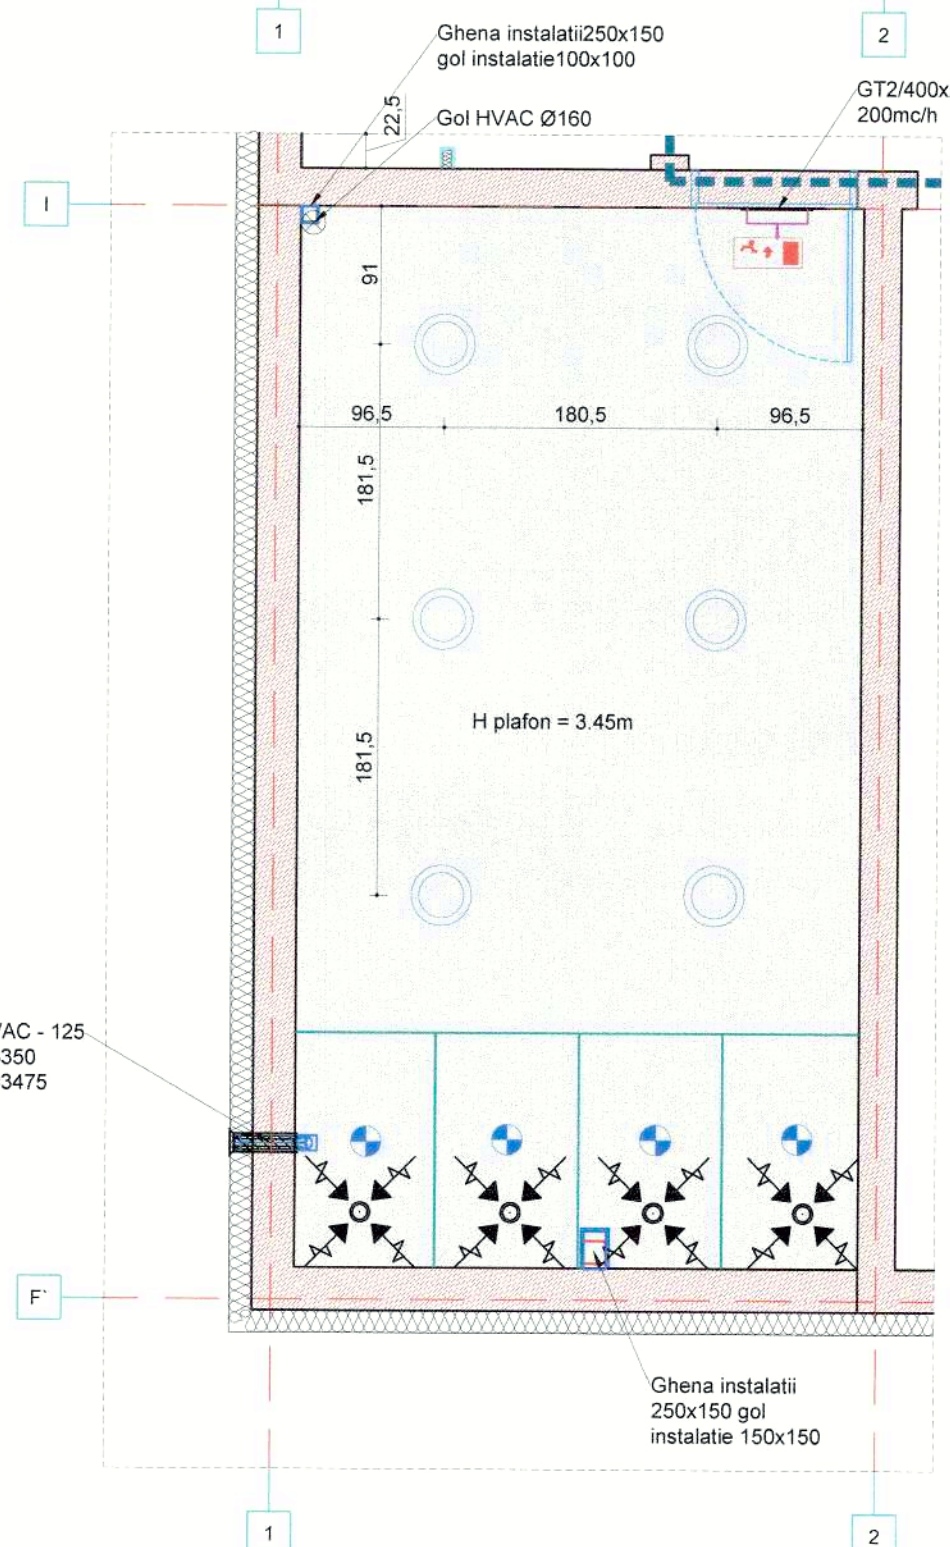 1
2
Ghena instalatii250x150
gol instalatie100x100
GT2/400x
200mc/h
22,5
Gol HVAC Ø160
I
91
96,5
180,5
96,5
181,5
H plafon = 3.45m
181,5
AC - 125
350
3475
F`
Ghena instalatii
250x150 gol
instalatie 150x150
1
2